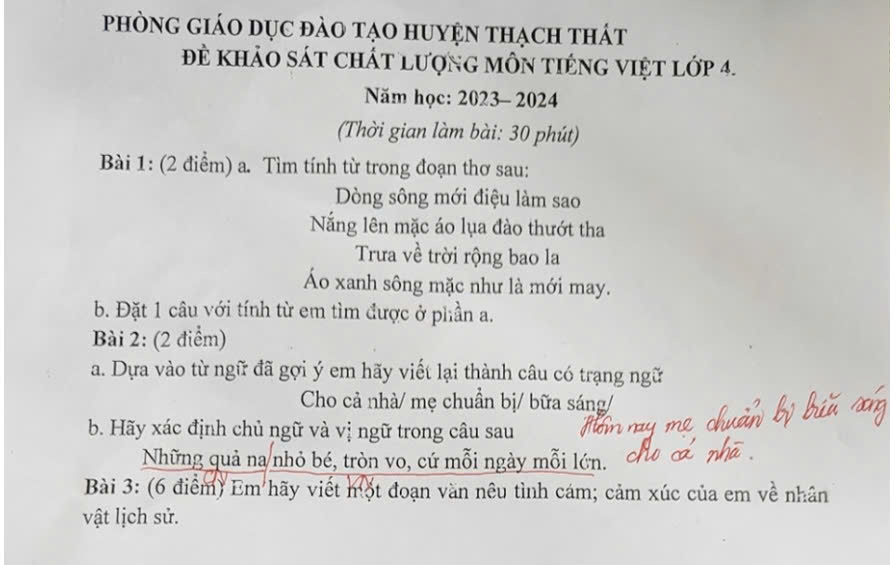 PHÒNG GIÁO DỤC ĐÀO TẠO HUYỆN THẠCH THẤT
ĐỀ KHẢO SÁT CHẤT LƯỢNG MÔN TIẾNG VIỆT LỚP 4.
Năm học: 2023– 2024
(Thời gian làm bài: 30 phút)
Bài 1: (2 điểm) a. Tìm tính từ trong đoạn thơ sau:
Dòng sông mới điệu làm sao
Nắng lên mặc áo lụa đào thướt tha
Trưa về trời rộng bao la
Áo xanh sông mặc như là mới may.
b. Đặt 1 câu với tính từ em tìm được ở phần a.
Bài 2: (2 điểm)
a. Dựa vào từ ngữ đã gợi ý em hãy viết lại thành câu có trạng ngữ
Cho cả nhà/ mẹ chuẩn bị/ bữa sáng/
Hôm nay mẹ chuẩn bị bữa sáng
cho cả nhà.
b. Hãy xác định chủ ngữ và vị ngữ trong câu sau
Những quả na/nhỏ bé, tròn vo, cứ mỗi ngày mỗi lớn.
CN VN
Bài 3: (6 điểm) Em hãy viết một đoạn văn nêu tình cảm; cảm xúc của em về nhân
vật lịch sử.